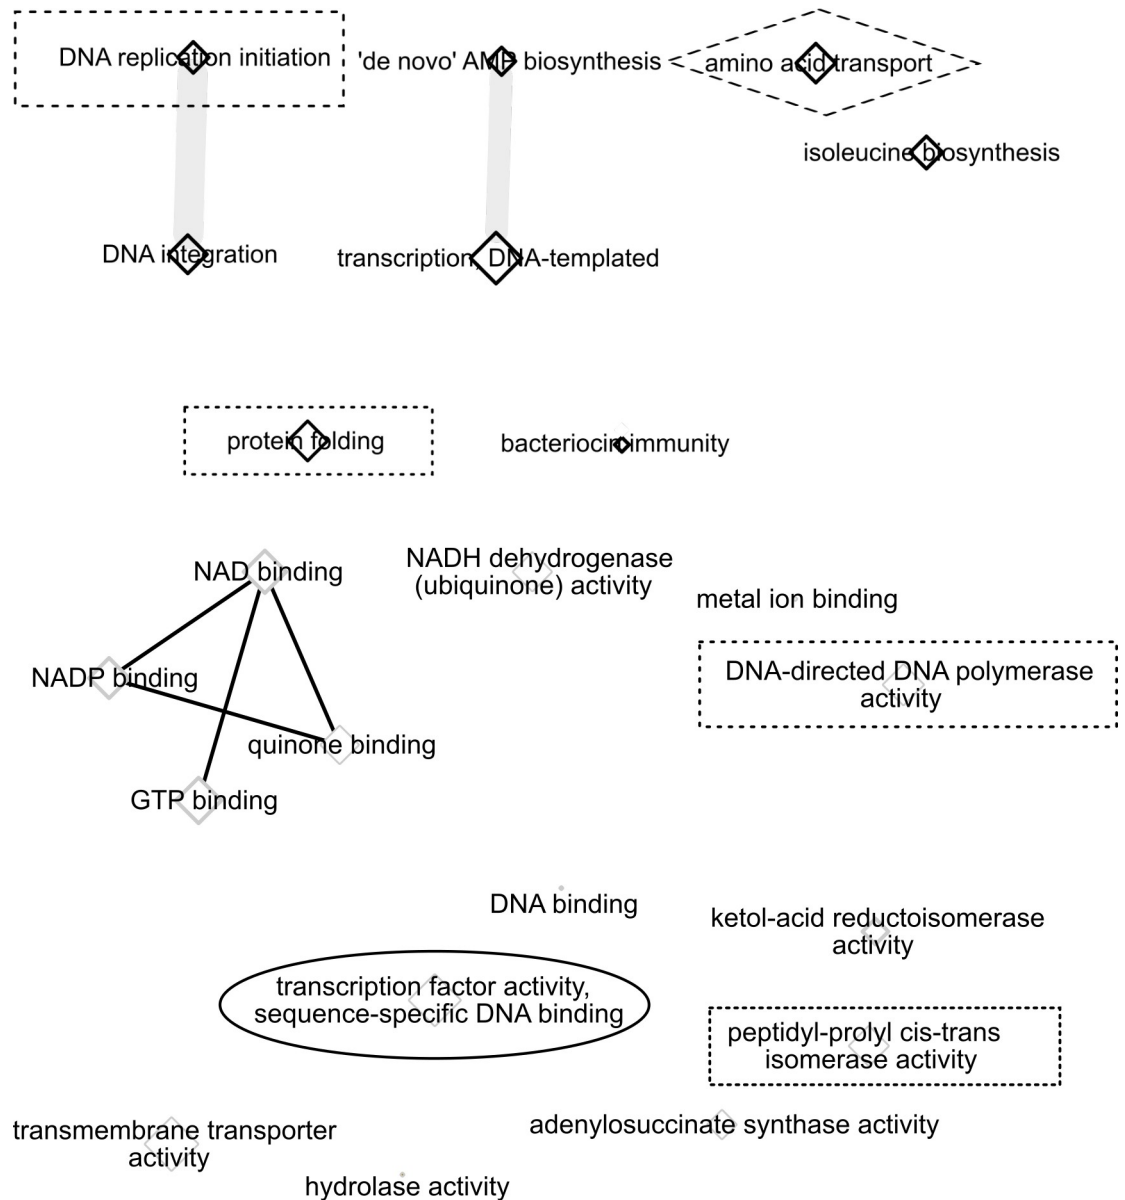 DNA replication initiation
'de novo' AMP biosynthesis
amino acid transport
isoleucine biosynthesis
DNA integration
transcription, DNA-templated
protein folding
bacteriocin immunity
NAD binding
NADH dehydrogenase
(ubiquinone) activity
metal ion binding
NADP binding
DNA-directed DNA polymerase
activity
quinone binding
GTP binding
DNA binding
ketol-acid reductoisomerase
activity
transcription factor activity,
sequence-specific DNA binding
peptidyl-prolyl cis-trans
isomerase activity
transmembrane transporter
activity
adenylosuccinate synthase activity
hydrolase activity